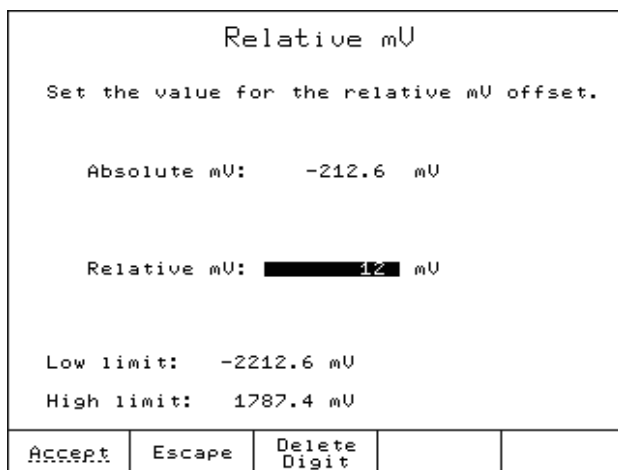 Relative mV
Set the value for the relative mV offset.
Absolute mV: -212.6 mV
Relative mV: 12 mV
Low limit: -2212.6 mV
High limit: 1787.4 mV
Accept Escape Delete Digit